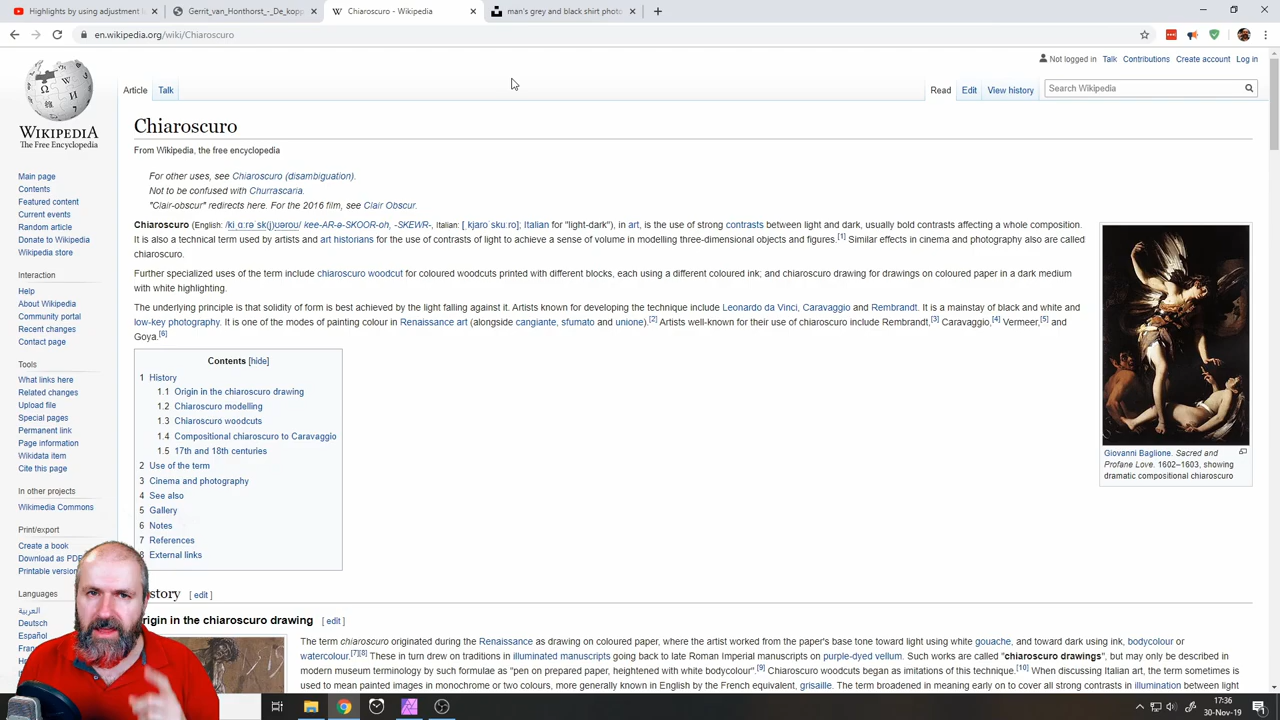 Highlights by using adjustment l
Gerrit_van_Honthorst_-_De_kopp
Chiaroscuro - Wikipedia
man's grey and black shirt photo
en.wikipedia.org/wiki/Chiaroscuro
Not logged in Talk Contributions Create account Log in
Article Talk
Read Edit View history
Search Wikipedia
WIKIPEDIA
The Free Encyclopedia
Main page
Contents
Featured content
Current events
Random article
Donate to Wikipedia
Wikipedia store
Interaction
Help
About Wikipedia
Community portal
Recent changes
Contact page
Tools
What links here
Related changes
Upload file
Special pages
Permanent link
Page information
Wikidata item
Cite this page
In other projects
Wikimedia Commons
Print/export
Create a book
Download as PDF
Printable version
Languages
العربية
Deutsch
Español
Chiaroscuro
From Wikipedia, the free encyclopedia
For other uses, see Chiaroscuro (disambiguation).
Not to be confused with Churrascaria.
"Clair-obscur" redirects here. For the 2016 film, see Clair Obscur.
Chiaroscuro (English: /kiˌɑːrəˈsk(j)ʊəroʊ/ kee-AR-ə-SKOOR-oh, -SKEWR-, Italian: [ˌkjaroˈskuːro]; Italian for "light-dark"), in art, is the use of strong contrasts between light and dark, usually bold contrasts affecting a whole composition.
It is also a technical term used by artists and art historians for the use of contrasts of light to achieve a sense of volume in modelling three-dimensional objects and figures.[1] Similar effects in cinema and photography also are called
chiaroscuro.
Further specialized uses of the term include chiaroscuro woodcut for coloured woodcuts printed with different blocks, each using a different coloured ink; and chiaroscuro drawing for drawings on coloured paper in a dark medium
with white highlighting.
The underlying principle is that solidity of form is best achieved by the light falling against it. Artists known for developing the technique include Leonardo da Vinci, Caravaggio and Rembrandt. It is a mainstay of black and white and
low-key photography. It is one of the modes of painting colour in Renaissance art (alongside cangiante, sfumato and unione).[2] Artists well-known for their use of chiaroscuro include Rembrandt,[3] Caravaggio,[4] Vermeer,[5] and
Goya.[6]
Contents [hide]
1 History
1.1 Origin in the chiaroscuro drawing
1.2 Chiaroscuro modelling
1.3 Chiaroscuro woodcuts
1.4 Compositional chiaroscuro to Caravaggio
1.5 17th and 18th centuries
2 Use of the term
3 Cinema and photography
4 See also
5 Gallery
6 Notes
7 References
8 External links
Giovanni Baglione. Sacred and
Profane Love. 1602–1603, showing
dramatic compositional chiaroscuro
story [ edit ]
rigin in the chiaroscuro drawing [ edit ]
The term chiaroscuro originated during the Renaissance as drawing on coloured paper, where the artist worked from the paper's base tone toward light using white gouache, and toward dark using ink, bodycolour or
watercolour.[7][8] These in turn drew on traditions in illuminated manuscripts going back to late Roman Imperial manuscripts on purple-dyed vellum. Such works are called "chiaroscuro drawings", but may only be described in
modern museum terminology by such formulae as "pen on prepared paper, heightened with white bodycolour".[9] Chiaroscuro woodcuts began as imitations of this technique.[10] When discussing Italian art, the term sometimes is
used to mean painted images in monochrome or two colours, more generally known in English by the French equivalent, grisaille. The term broadened in meaning early on to cover all strong contrasts in illumination between light
17:36
30-Nov-19